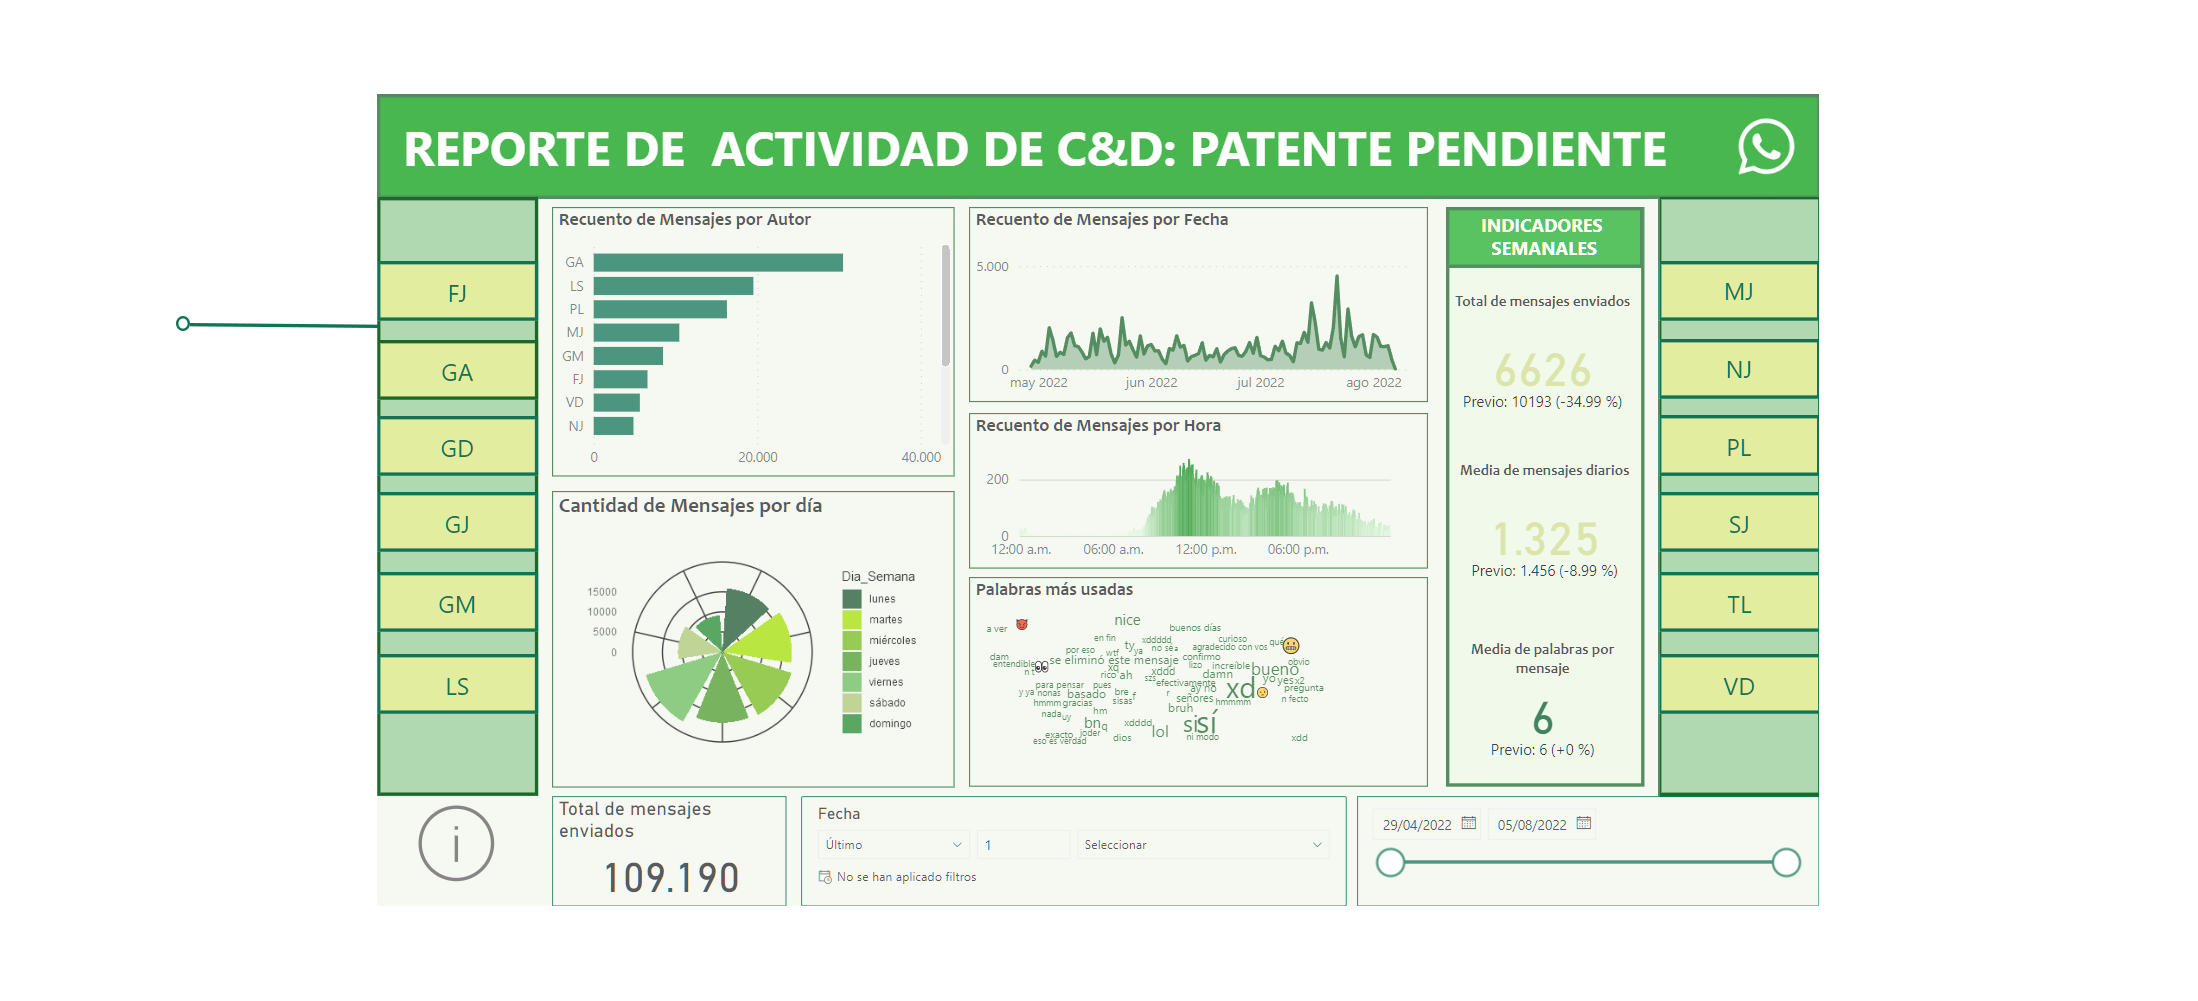 REPORTE DE ACTIVIDAD DE C&D: PATENTE PENDIENTE
FJ
GA
GD
GJ
GM
LS
Recuento de Mensajes por Autor
GA
LS
PL
MJ
GM
FJ
VD
NJ
0
20.000
40.000
Cantidad de Mensajes por día
15000
10000
5000
0
Dia_Semana
lunes
martes
miércoles
jueves
viernes
sábado
domingo
Recuento de Mensajes por Fecha
5.000
0
may 2022
jun 2022
jul 2022
ago 2022
Recuento de Mensajes por Hora
200
0
12:00 a.m.
06:00 a.m.
12:00 p.m.
06:00 p.m.
Palabras más usadas
a ver
nice
buenos días
en fin
ty
xddddd
curioso
qué
por eso
wtf
ya
no sé
a
agradecido con vos
dam
se eliminó este mensaje
confirmo
obvio
entendible
xq
lizo
increíble
bueno
n t
rico
ah
xddd
damn
szs
yo
yes
x2
para pensar
pues
efectivamente
ay no
xd
pregunta
y ya
nonas
basado
bre
f
r
señores
n fecto
hmmm
gracias
sisas
hmmmm
hm
bruh
nada
uy
bn
q
xdddd
si
sí
lol
exacto
joder
dios
ni modo
xdd
eso es verdad
INDICADORES
SEMANALES
Total de mensajes enviados
6626
Previo: 10193 (-34.99 %)
Media de mensajes diarios
1.325
Previo: 1.456 (-8.99 %)
Media de palabras por
mensaje
6
Previo: 6 (+0 %)
MJ
NJ
PL
SJ
TL
VD
i
Total de mensajes
enviados
109.190
Fecha
Último
1
Seleccionar
No se han aplicado filtros
29/04/2022
05/08/2022